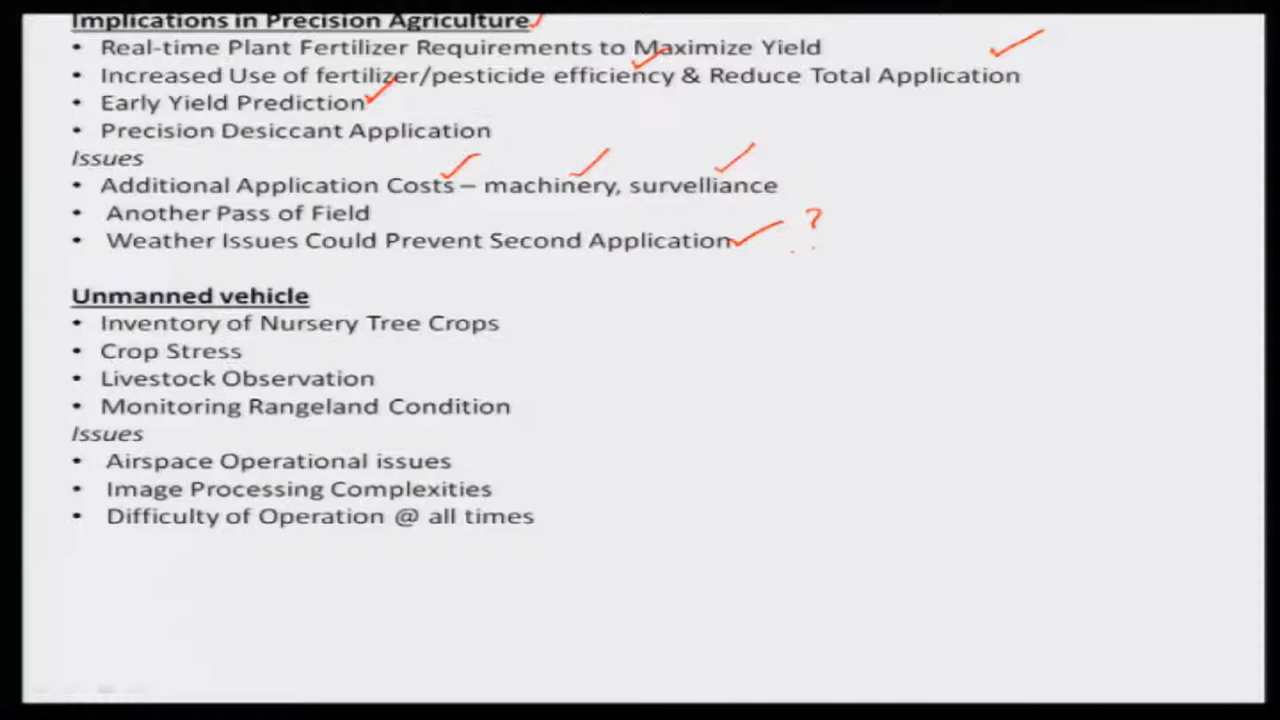 Implications in Precision Agriculture
• Real-time Plant Fertilizer Requirements to Maximize Yield
• Increased Use of fertilizer/pesticide efficiency & Reduce Total Application
• Early Yield Prediction
• Precision Desiccant Application
Issues
• Additional Application Costs – machinery, survelliance
• Another Pass of Field
• Weather Issues Could Prevent Second Application ?
Unmanned vehicle
• Inventory of Nursery Tree Crops
• Crop Stress
• Livestock Observation
• Monitoring Rangeland Condition
Issues
• Airspace Operational issues
• Image Processing Complexities
• Difficulty of Operation @ all times